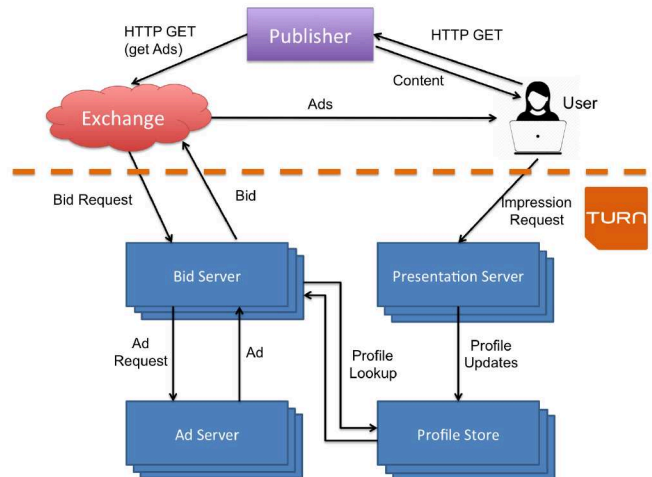 HTTP GET
(get Ads)
Publisher
HTTP GET
Content
Exchange
Ads
User
Bid Request
Bid
Impression
Request
TURN
Bid Server
Presentation Server
Ad
Request
Ad
Profile
Lookup
Profile
Updates
Ad Server
Profile Store